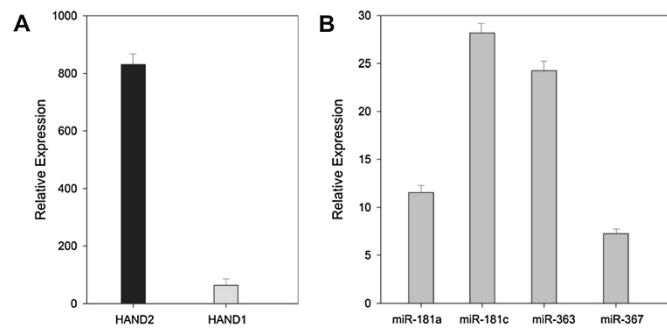 A
Relative Expression
1000
800
600
400
200
0
HAND2 HAND1
B
Relative Expression
30
25
20
15
10
5
0
miR-181a miR-181c miR-363 miR-367